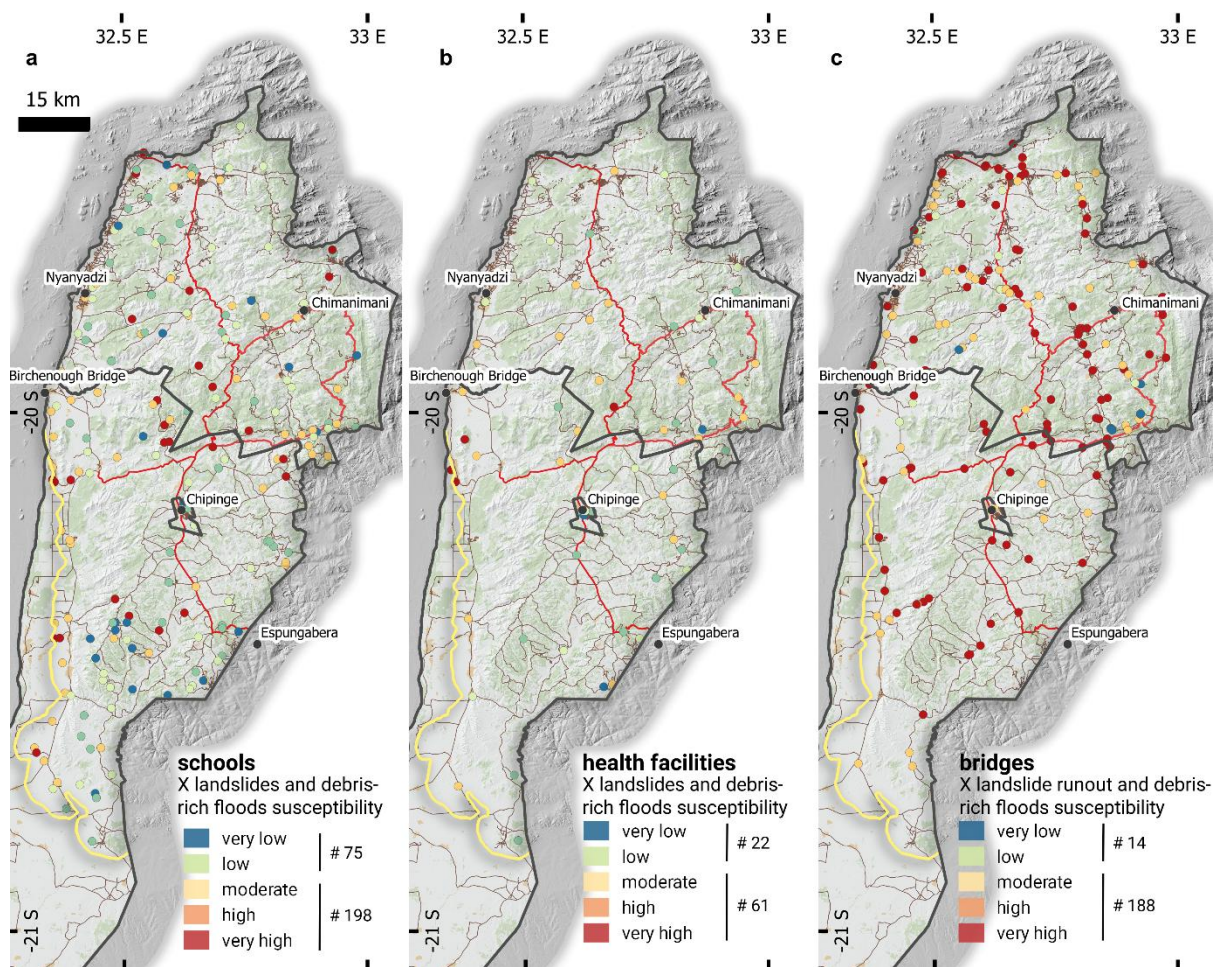 32.5 E
33 E
32.5 E
33 E
32.5 E
33 E
a
b
c
15 km
Nyanyadzi
Chimanimani
Birchenough Bridge
-20 S
Chipinge
Espungabera
schools
X landslides and debris-
rich floods susceptibility
very low
low
# 75
moderate
high
# 198
very high
-21 S
Nyanyadzi
Chimanimani
Birchenough Bridge
-20 S
Chipinge
Espungabera
health facilities
X landslides and debris-
rich floods susceptibility
very low
low
# 22
moderate
high
# 61
very high
-21 S
Nyanyadzi
Chimanimani
Birchenough Bridge
-20 S
Chipinge
Espungabera
bridges
X landslide runout and debris-
rich floods susceptibility
very low
low
# 14
moderate
high
# 188
very high
-21 S